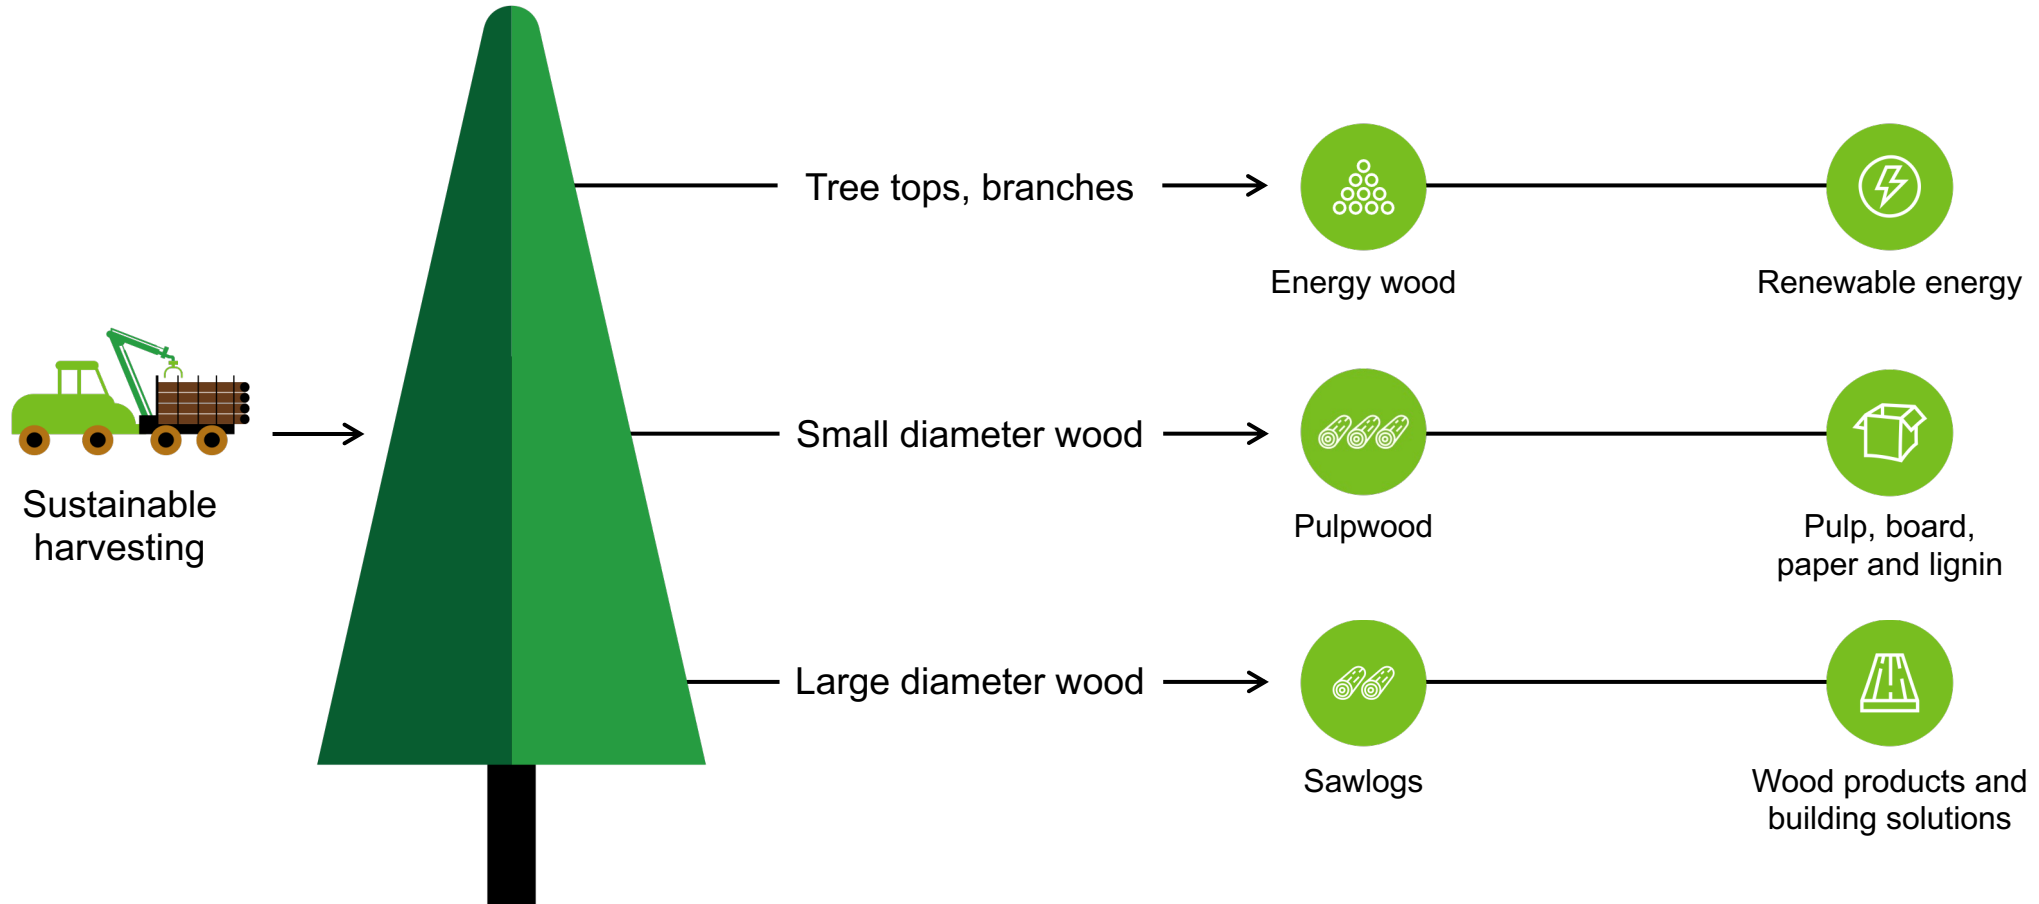 Sustainable
harvesting
Tree tops, branches
Energy wood
Renewable energy
Small diameter wood
Pulpwood
Pulp, board,
paper and lignin
Large diameter wood
Sawlogs
Wood products and
building solutions